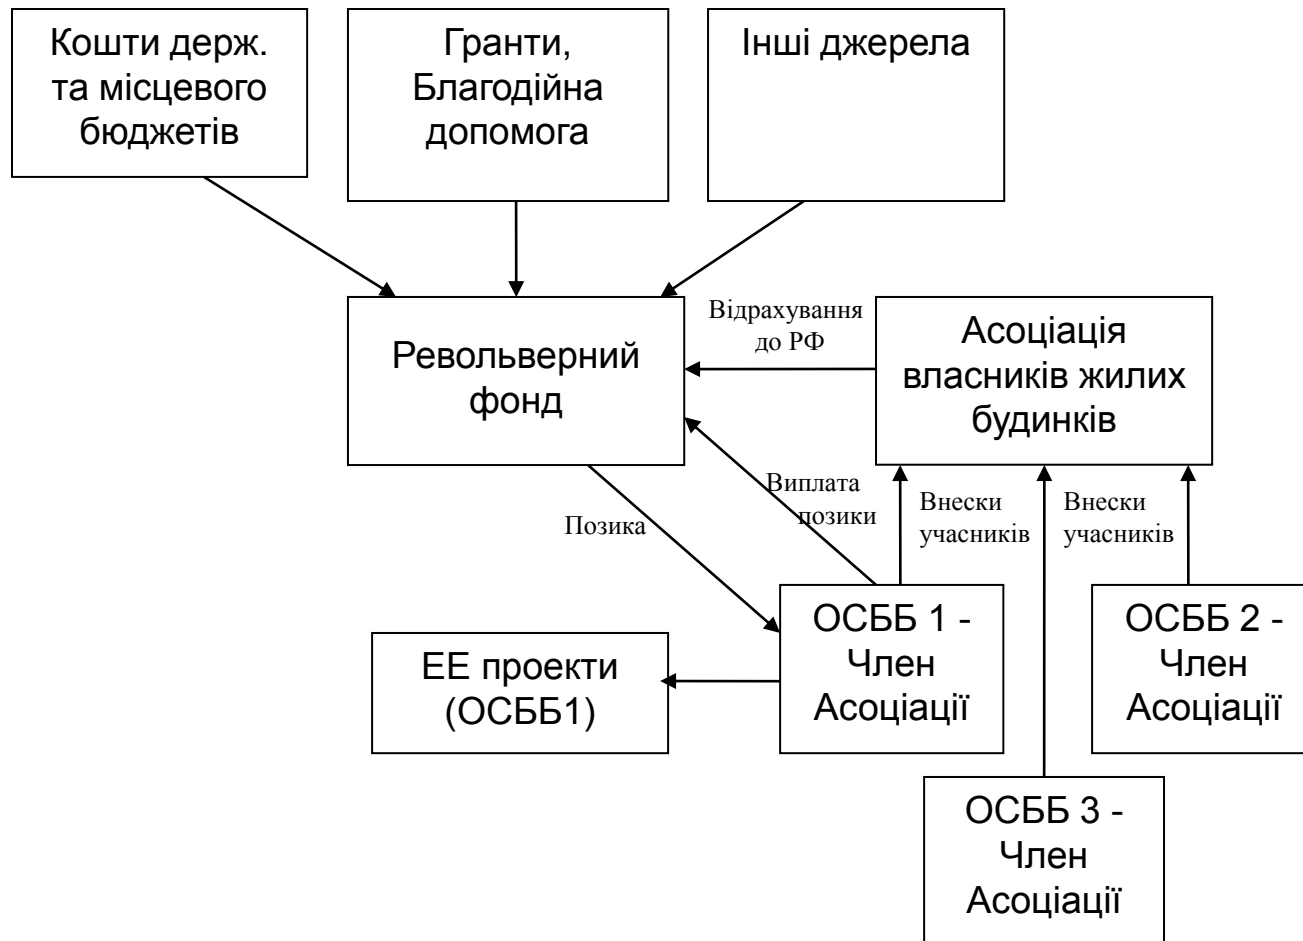 Кошти держ.
та місцевого
бюджетів
Гранти,
Благодійна
допомога
Інші джерела
Револьверний
фонд
Відрахування
до РФ
Асоціація
власників жилих
будинків
Позика
Виплата
позики
Внески
учасників
Внески
учасників
ЕЕ проекти
(ОСББ1)
ОСББ 1 -
Член
Асоціації
ОСББ 2 -
Член
Асоціації
ОСББ 3 -
Член
Асоціації